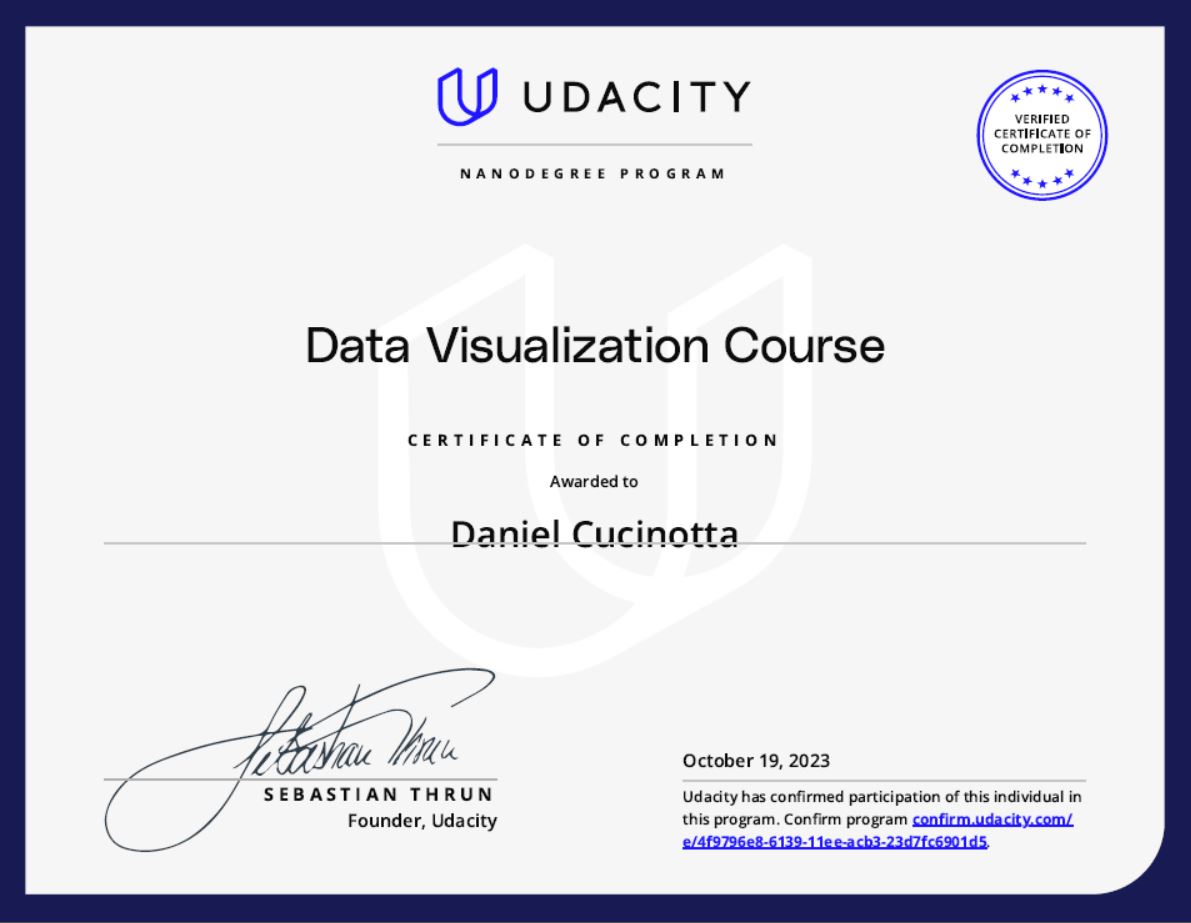 UDACITY
NANODEGREE PROGRAM
VERIFIED
CERTIFICATE OF
COMPLETION
Data Visualization Course
CERTIFICATE OF COMPLETION
Awarded to
Daniel Cucinotta
Sebastian Thrun
SEBASTIAN THRUN
Founder, Udacity
October 19, 2023
Udacity has confirmed participation of this individual in
this program. Confirm program confirm.udacity.com/
e/4f9796e8-6139-11ee-acb3-23d7fc6901d5.